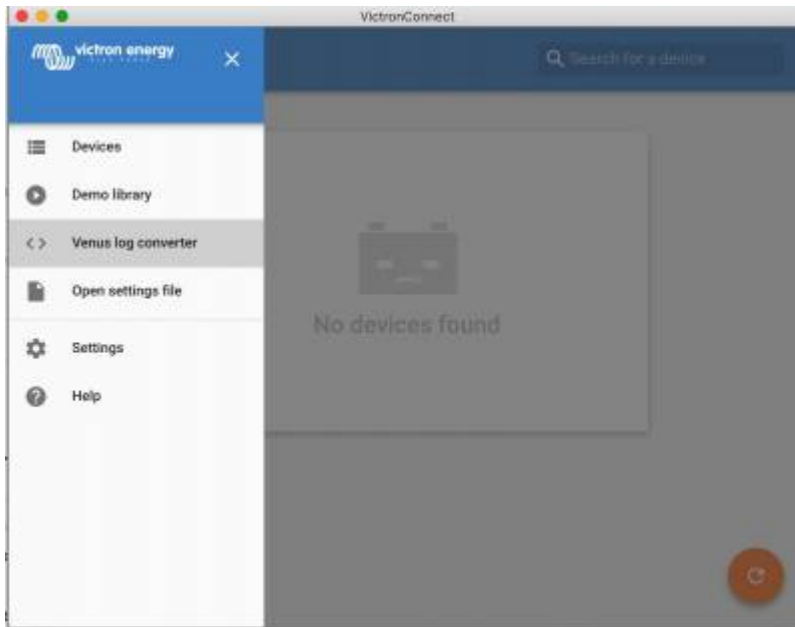 VictronConnect
victron energy
Search for a device
Devices
Demo library
Venus log converter
Open settings file
No devices found
Settings
Help